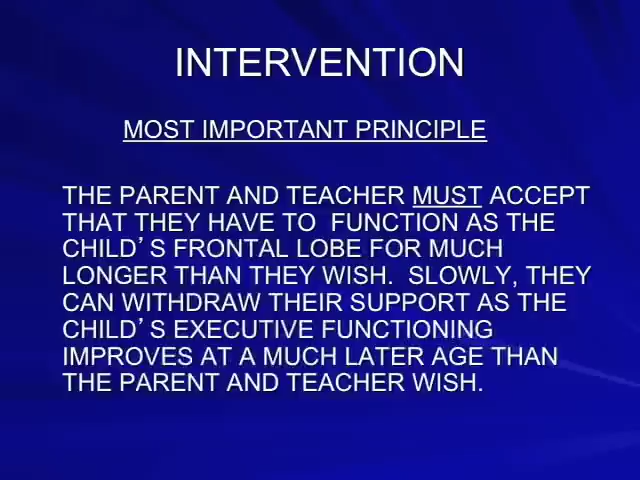 INTERVENTION
MOST IMPORTANT PRINCIPLE
THE PARENT AND TEACHER MUST ACCEPT
THAT THEY HAVE TO  FUNCTION AS THE
CHILD’S FRONTAL LOBE FOR MUCH
LONGER THAN THEY WISH.  SLOWLY, THEY
CAN WITHDRAW THEIR SUPPORT AS THE
CHILD’S EXECUTIVE FUNCTIONING
IMPROVES AT A MUCH LATER AGE THAN
THE PARENT AND TEACHER WISH.